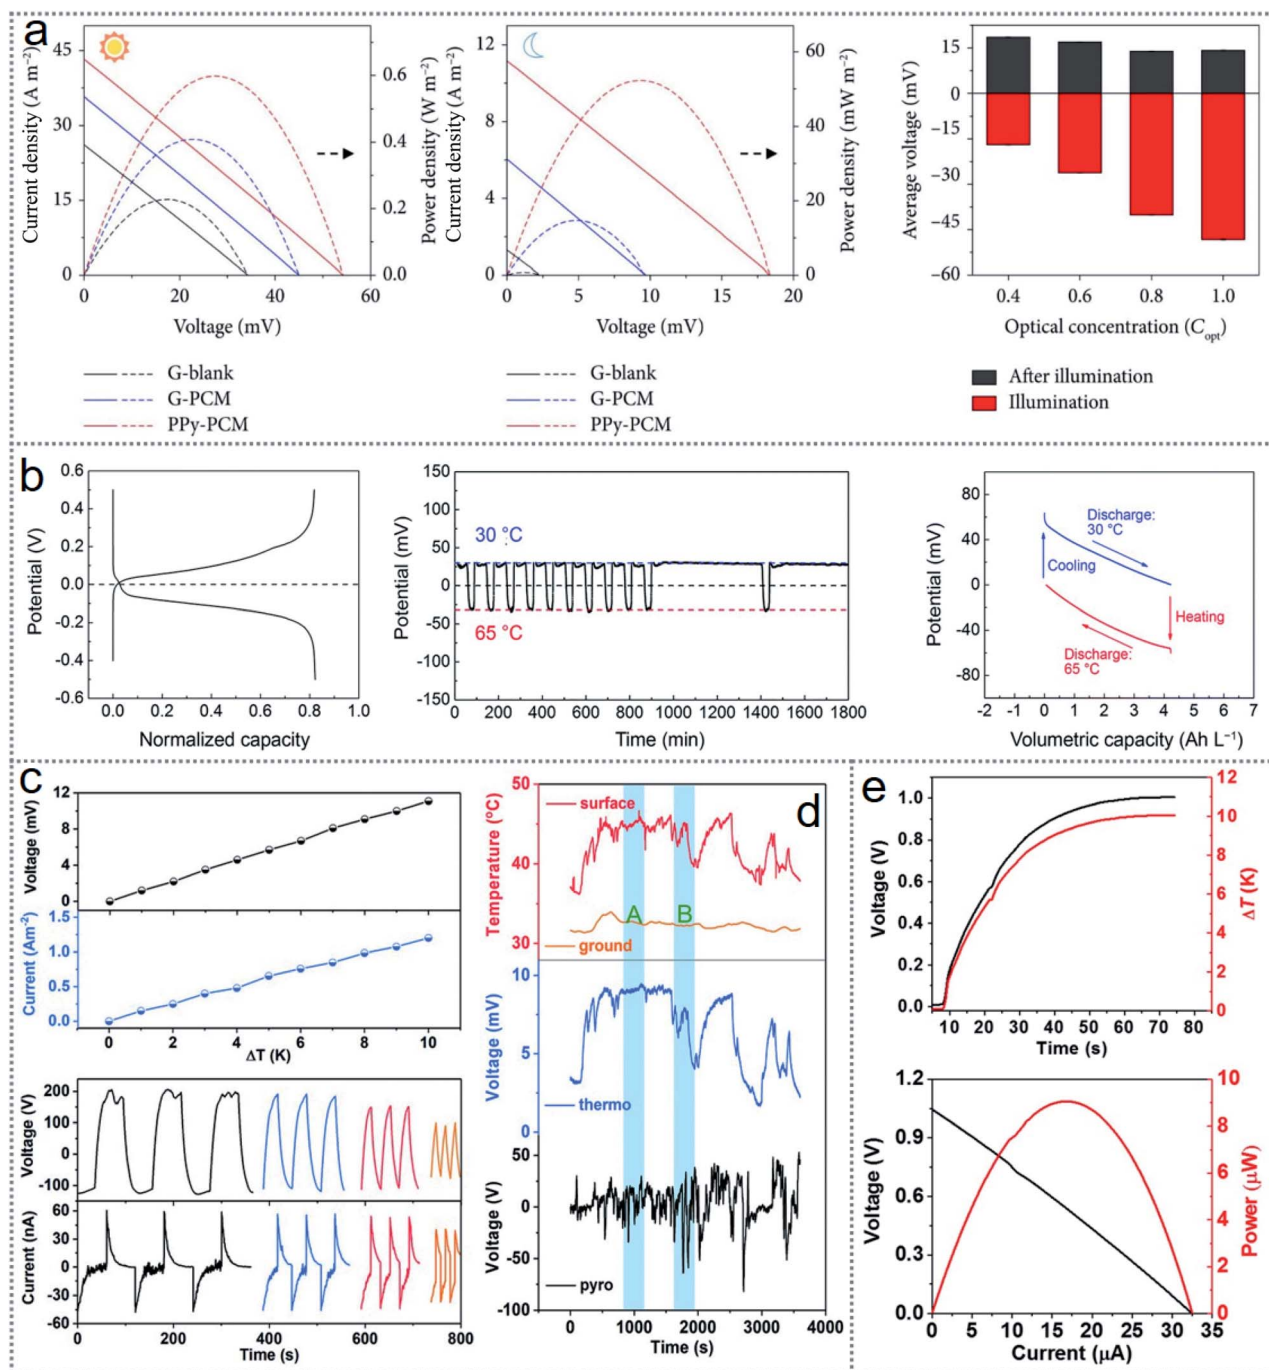 a
Current density (A m⁻²)
45
30
15
0
0.6
0.4
0.2
0.0
Power density (W m⁻²)
0
20
40
60
Voltage (mV)
G-blank
G-PCM
PPy-PCM
Current density (A m⁻²)
12
8
4
0
60
40
20
0
Power density (mW m⁻²)
0
5
10
15
20
Voltage (mV)
G-blank
G-PCM
PPy-PCM
Average voltage (mV)
15
0
−15
−30
−45
−60
0.4
0.6
0.8
1.0
Optical concentration (Copt)
After illumination
Illumination
b
Potential (V)
0.6
0.4
0.2
0.0
-0.2
-0.4
-0.6
0.0
0.2
0.4
0.6
0.8
1.0
Normalized capacity
Potential (mV)
150
100
50
0
-50
-100
-150
30 °C
65 °C
0
200
400
600
800
1000
1200
1400
1600
1800
Time (min)
Potential (mV)
80
40
0
-40
-80
Discharge:
30 °C
Cooling
Heating
Discharge:
65 °C
-2
-1
0
1
2
3
4
5
6
7
Volumetric capacity (Ah L⁻¹)
c
Voltage (mV)
12
8
4
0
Current (Am⁻²)
1.5
1.0
0.5
0.0
0
2
4
6
8
10
ΔT (K)
Voltage (V)
200
100
0
-100
Current (nA)
60
30
0
-30
-60
0
200
400
600
800
Time (s)
d
Temperature (°C)
50
40
30
surface
A
B
ground
Voltage (mV)
10
5
0
thermo
Voltage (V)
50
0
-50
-100
pyro
0
1000
2000
3000
4000
Time (s)
e
Voltage (V)
1.0
0.8
0.6
0.4
0.2
0.0
12
10
8
6
4
2
0
ΔT (K)
10
20
30
40
50
60
70
80
Time (s)
Voltage (V)
1.2
0.9
0.6
0.3
0.0
10
8
6
4
2
0
Power (μW)
0
5
10
15
20
25
30
35
Current (μA)